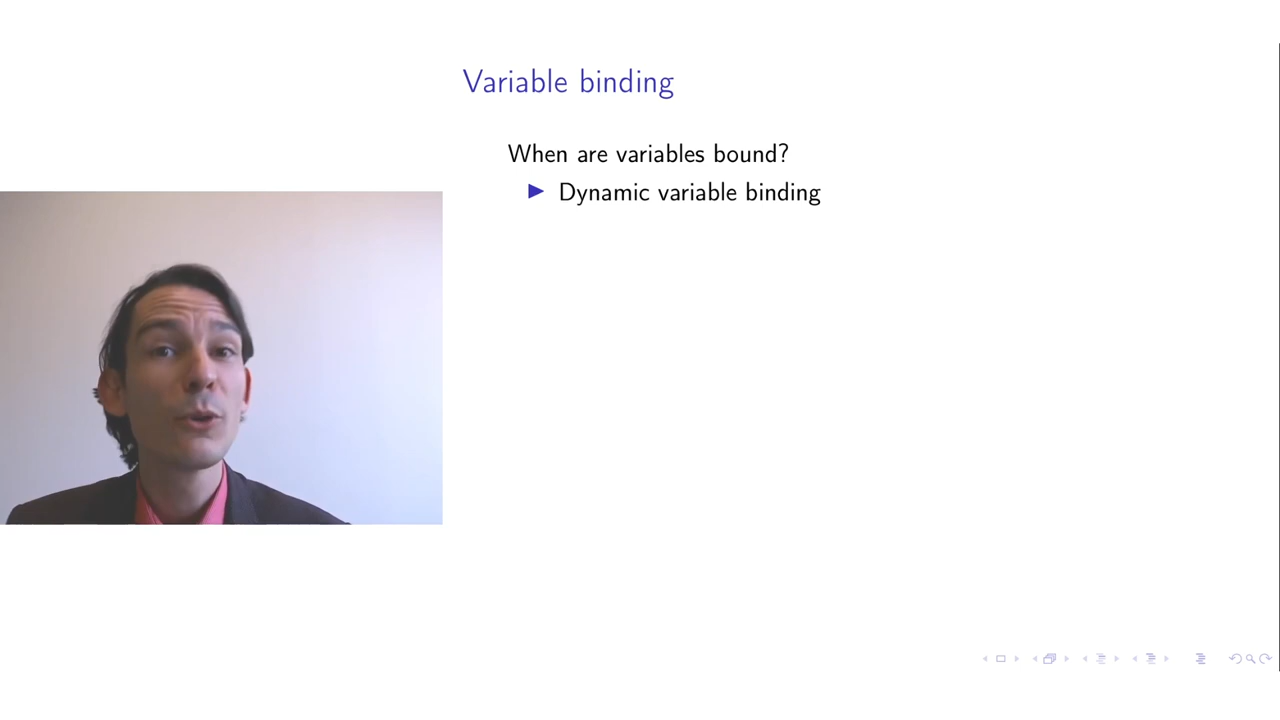 Variable binding
When are variables bound?
Dynamic variable binding